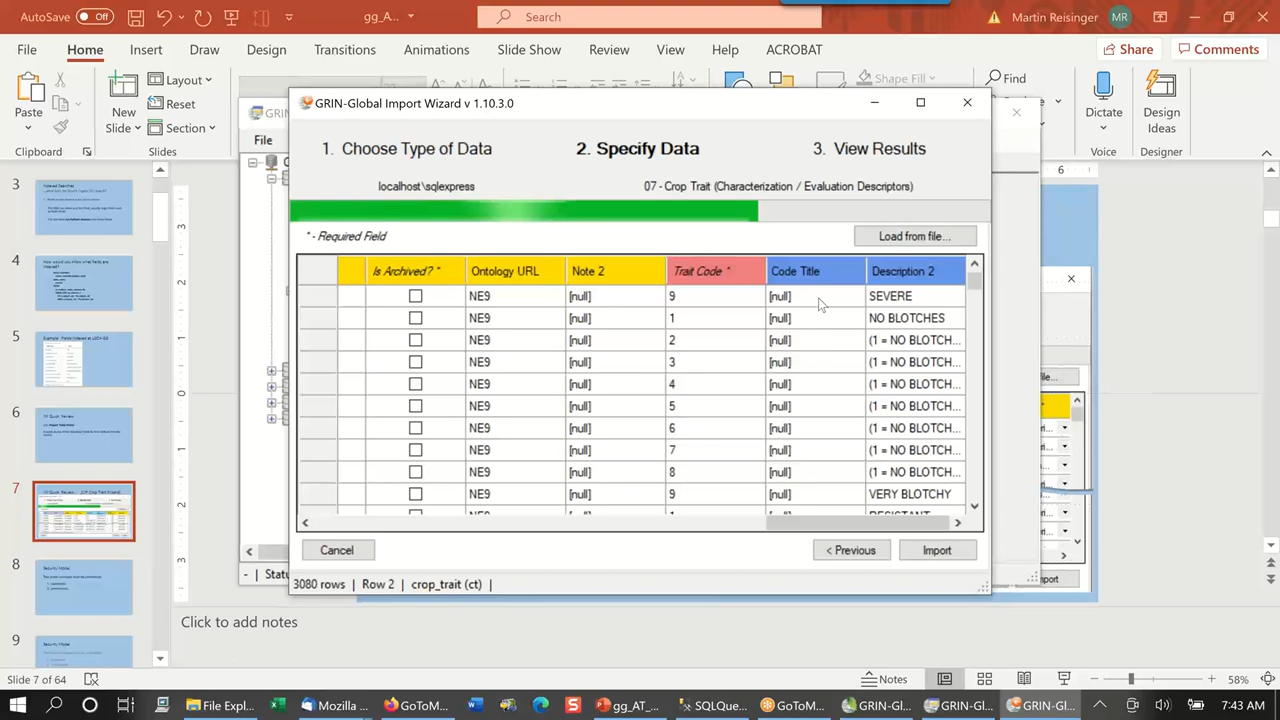 AutoSave Off gg_A... Search Martin Reisinger MR
File Home Insert Draw Design Transitions Animations Slide Show Review View Help ACROBAT Share Comments
Paste New Slide Layout Reset Section Shape Fill Find Dictate Design Ideas
Clipboard Slides Voice Designer
GRIN-Global Import Wizard v 1.10.3.0
File
1. Choose Type of Data 2. Specify Data 3. View Results
localhost\sqlexpress 07 - Crop Trait (Characterization / Evaluation Descriptors)
* - Required Field Load from file...
Is Archived? * Ontology URL Note 2 Trait Code * Code Title Description 2
NE9 [null] 9 [null] SEVERE
NE9 [null] 1 [null] NO BLOTCHES
NE9 [null] 2 [null] (1 = NO BLOTCH...
NE9 [null] 3 [null] (1 = NO BLOTCH...
NE9 [null] 4 [null] (1 = NO BLOTCH...
NE9 [null] 5 [null] (1 = NO BLOTCH...
NE9 [null] 6 [null] (1 = NO BLOTCH...
NE9 [null] 7 [null] (1 = NO BLOTCH...
NE9 [null] 8 [null] (1 = NO BLOTCH...
NE9 [null] 9 [null] VERY BLOTCHY
Cancel < Previous Import
3080 rows Row 2 crop_trait (ct)
3
4
5
6
7
8
9
Click to add notes
Slide 7 of 64 Notes 58%
File Expl... Mozilla ... GoToM... gg_AT_... SQLQue... GoToM... GRIN-Gl... GRIN-Gl... GRIN-Gl... 7:43 AM